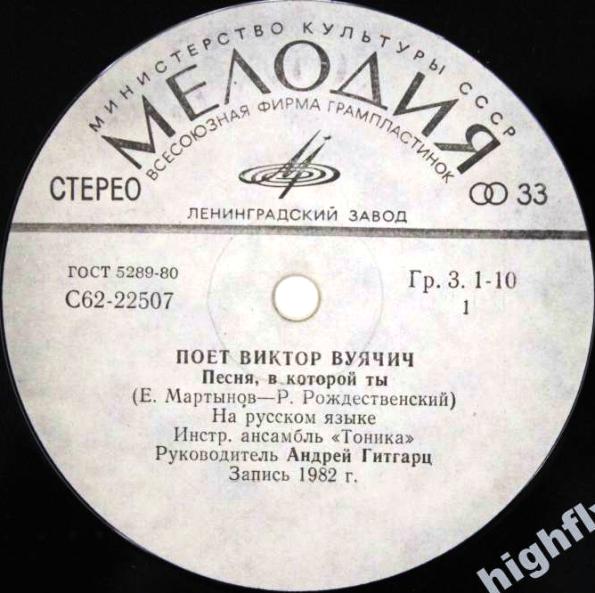 МИНИСТЕРСТВО КУЛЬТУРЫ СССР
МЕЛОДИЯ
ВСЕСОЮЗНАЯ ФИРМА ГРАМПЛАСТИНОК
СТЕРЕО
33
ЛЕНИНГРАДСКИЙ ЗАВОД
ГОСТ 5289-80
С62-22507
Гр. 3. 1-10
1
ПОЕТ ВИКТОР ВУЯЧИЧ
Песня, в которой ты
(Е. Мартынов—Р. Рождественский)
На русском языке
Инстр. ансамбль «Тоника»
Руководитель Андрей Гитгарц
Запись 1982 г.